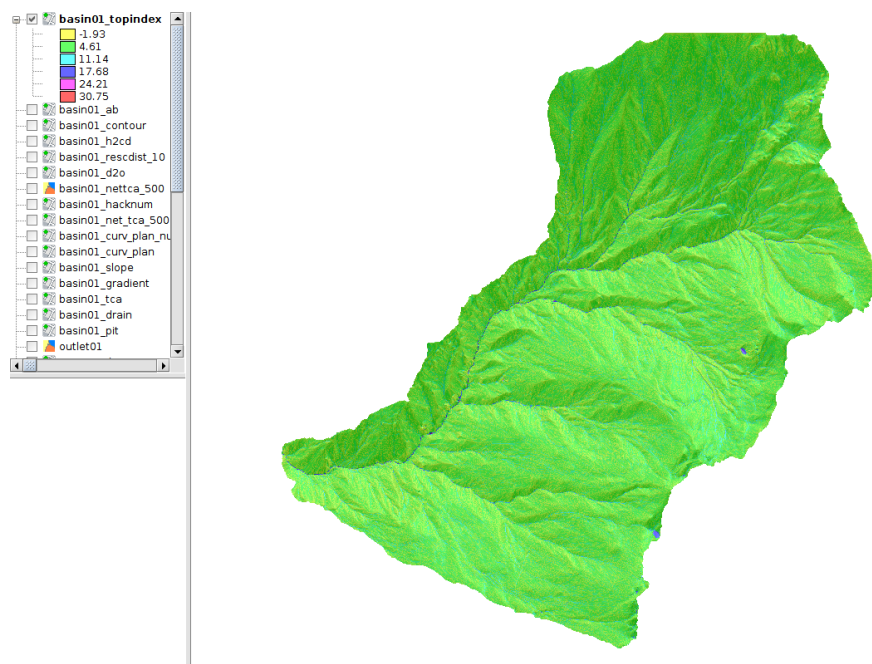 basin01_topindex
-1.93
4.61
11.14
17.68
24.21
30.75
basin01_ab
basin01_contour
basin01_h2cd
basin01_rescdist_10
basin01_d2o
basin01_nettca_500
basin01_hacknum
basin01_net_tca_500
basin01_curv_plan_nu
basin01_curv_plan
basin01_slope
basin01_gradient
basin01_tca
basin01_drain
basin01_pit
outlet01